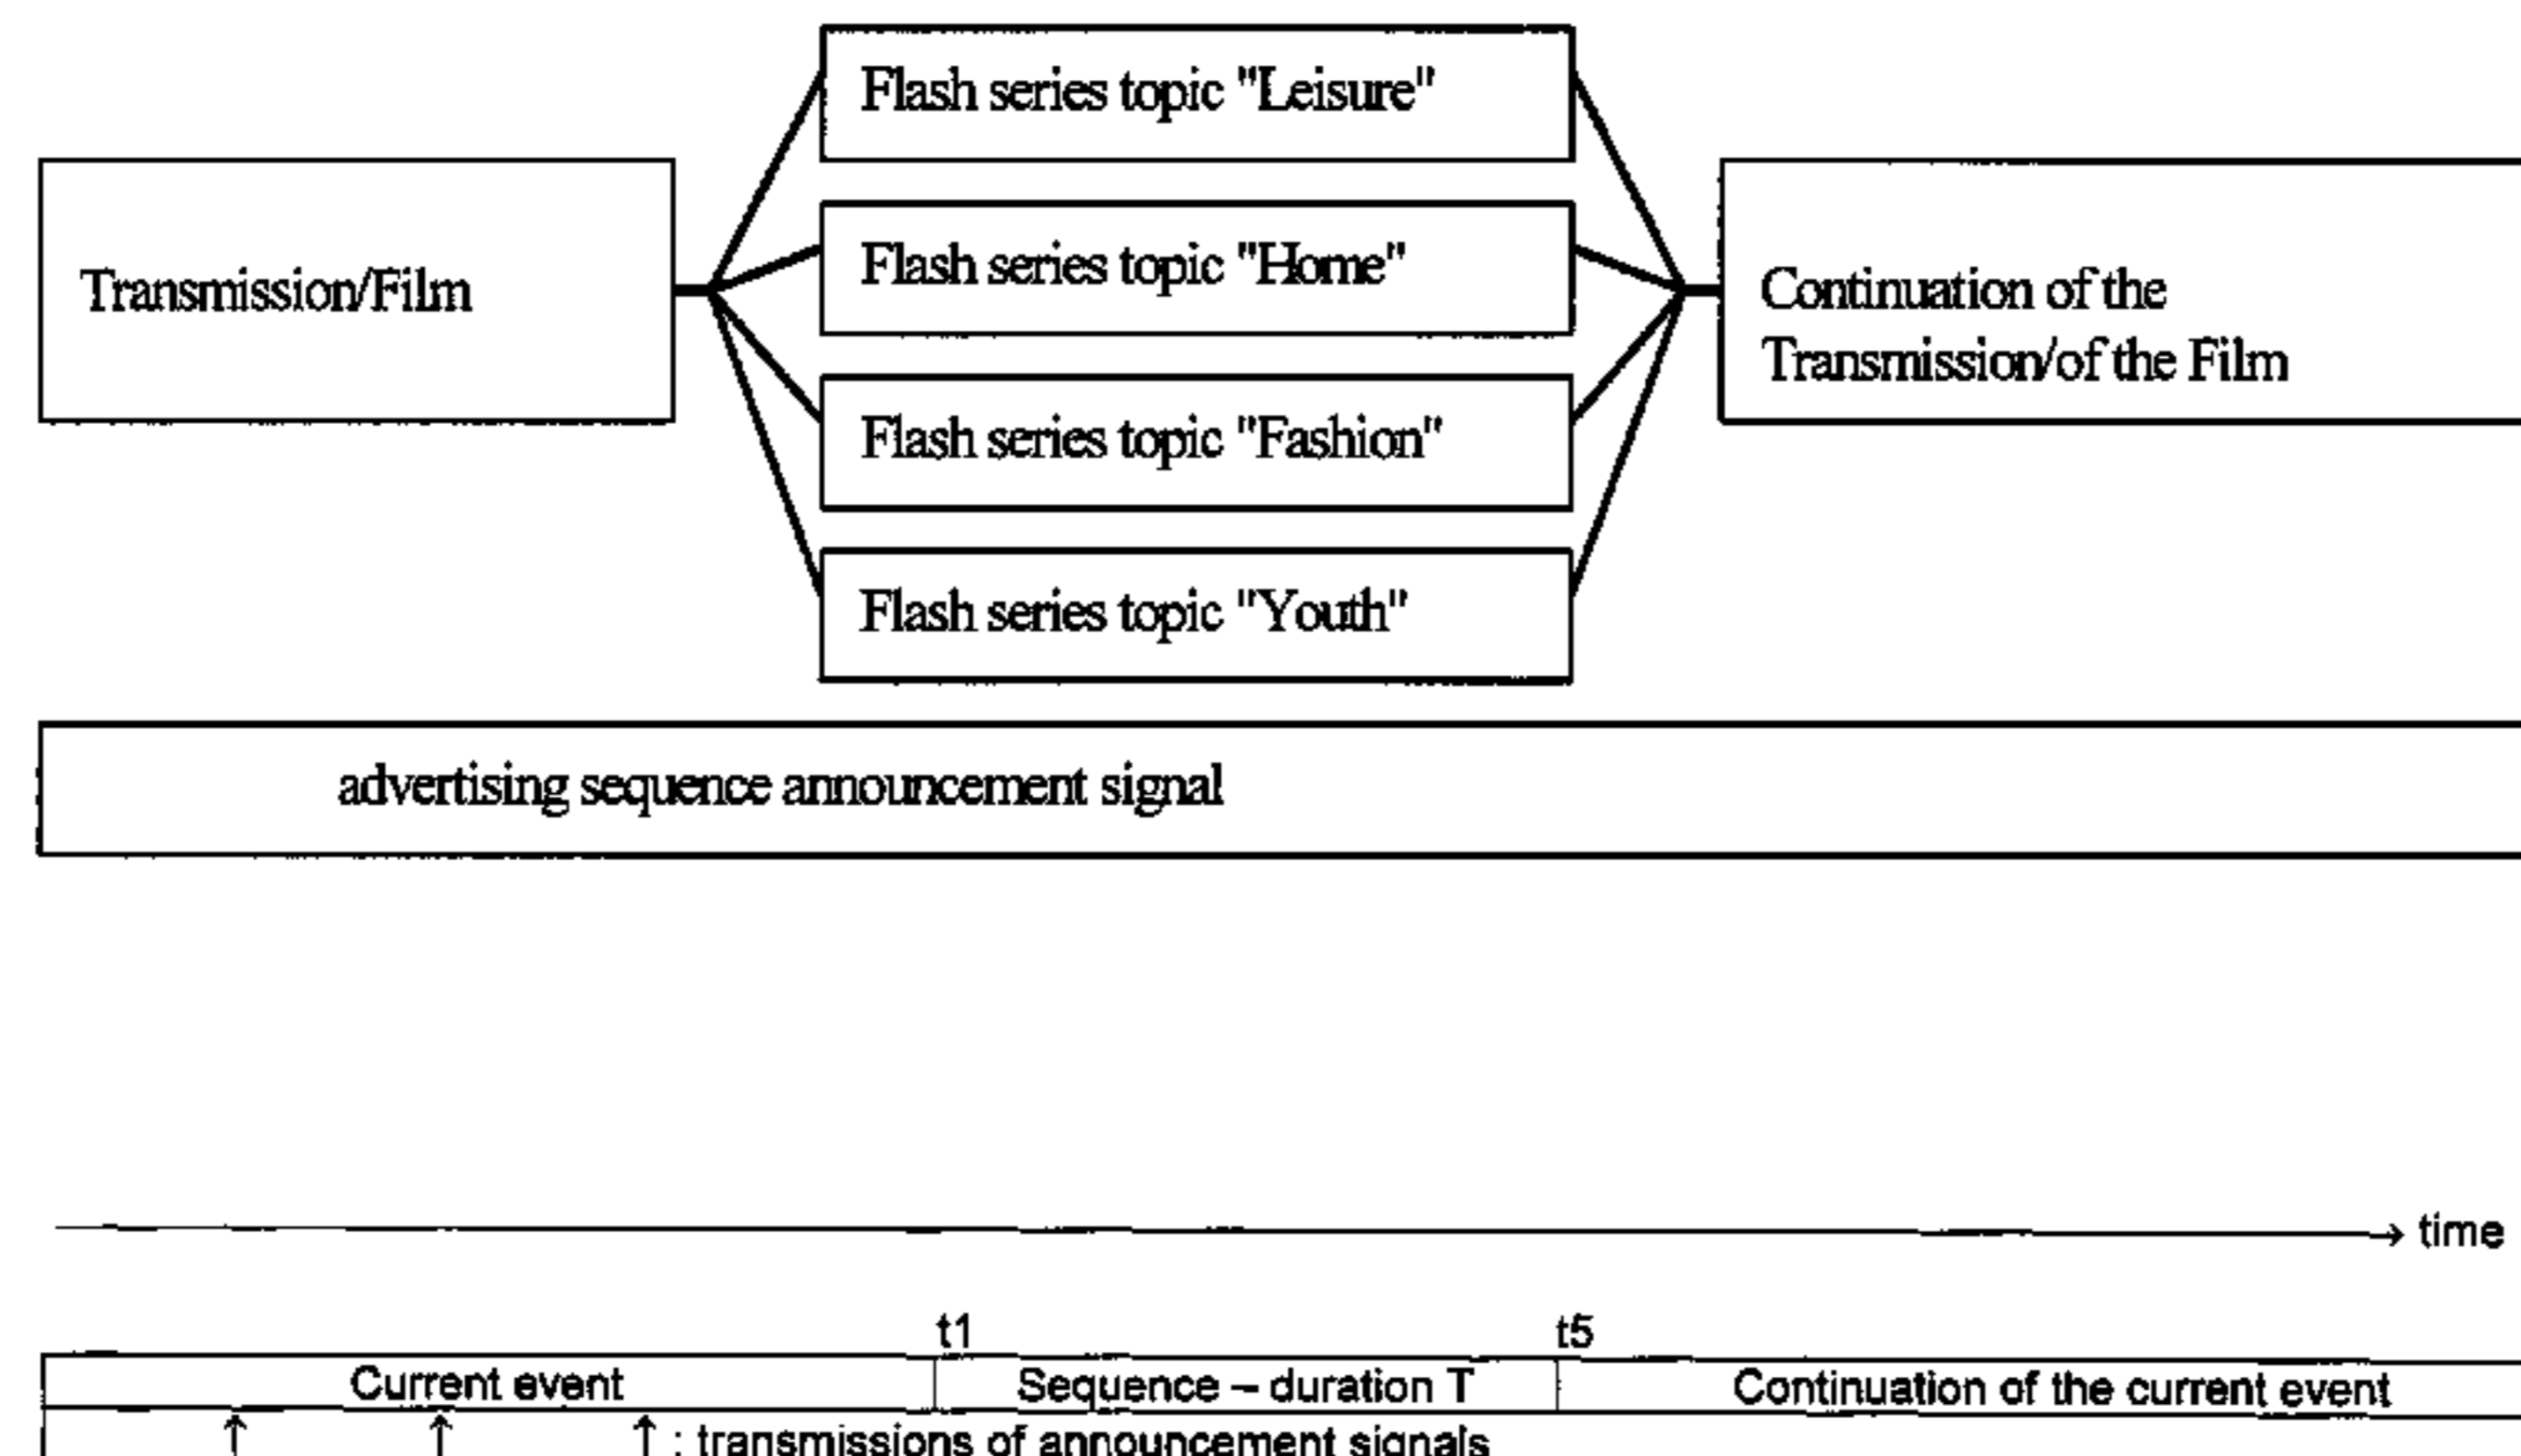 Flash series topic "Leisure"
Flash series topic "Home"
Transmission/Film
Continuation of the
Transmission/of the Film
Flash series topic "Fashion"
Flash series topic "Youth"
advertising sequence announcement signal
time
t1
t5
Current event
Sequence – duration T
Continuation of the current event
: transmissions of announcement signals